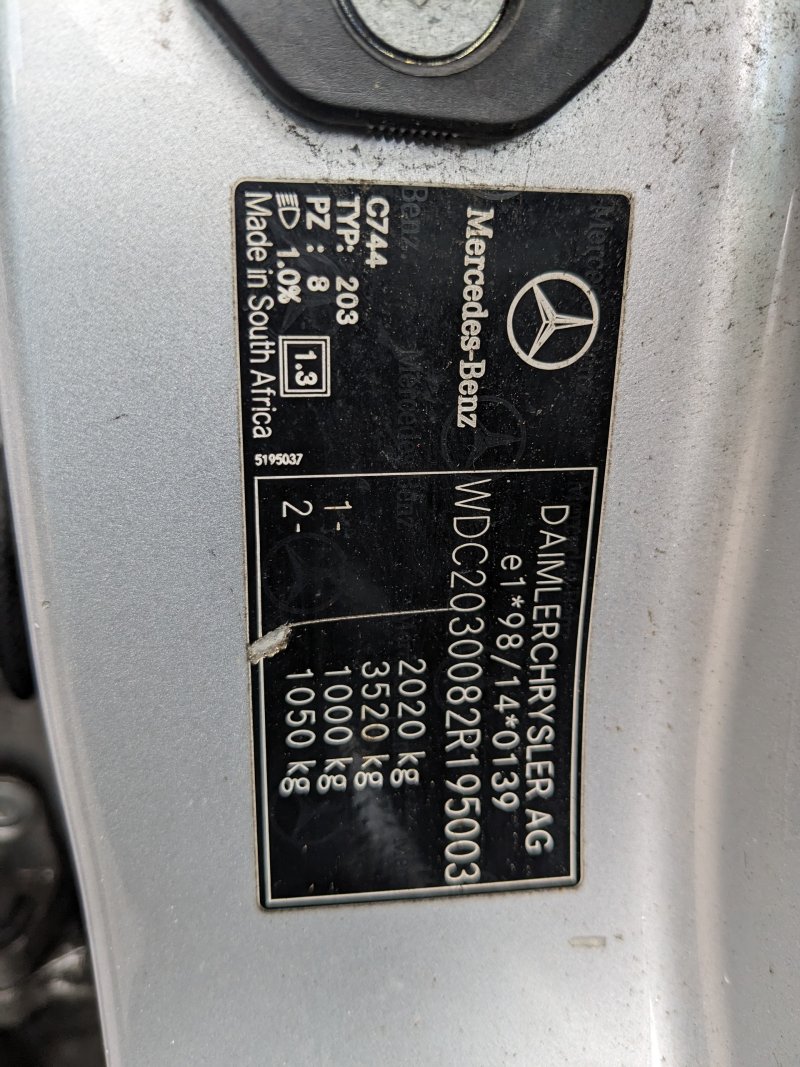 Mercedes-Benz
C744
TYP: 203
PZ : 8
1.0% 1.3
Made in South Africa
5195037
DAIMLERCHRYSLER AG
e1*98/14*0139
WDC2030082R195003
2020 kg
3520 kg
1- 1000 kg
2- 1050 kg